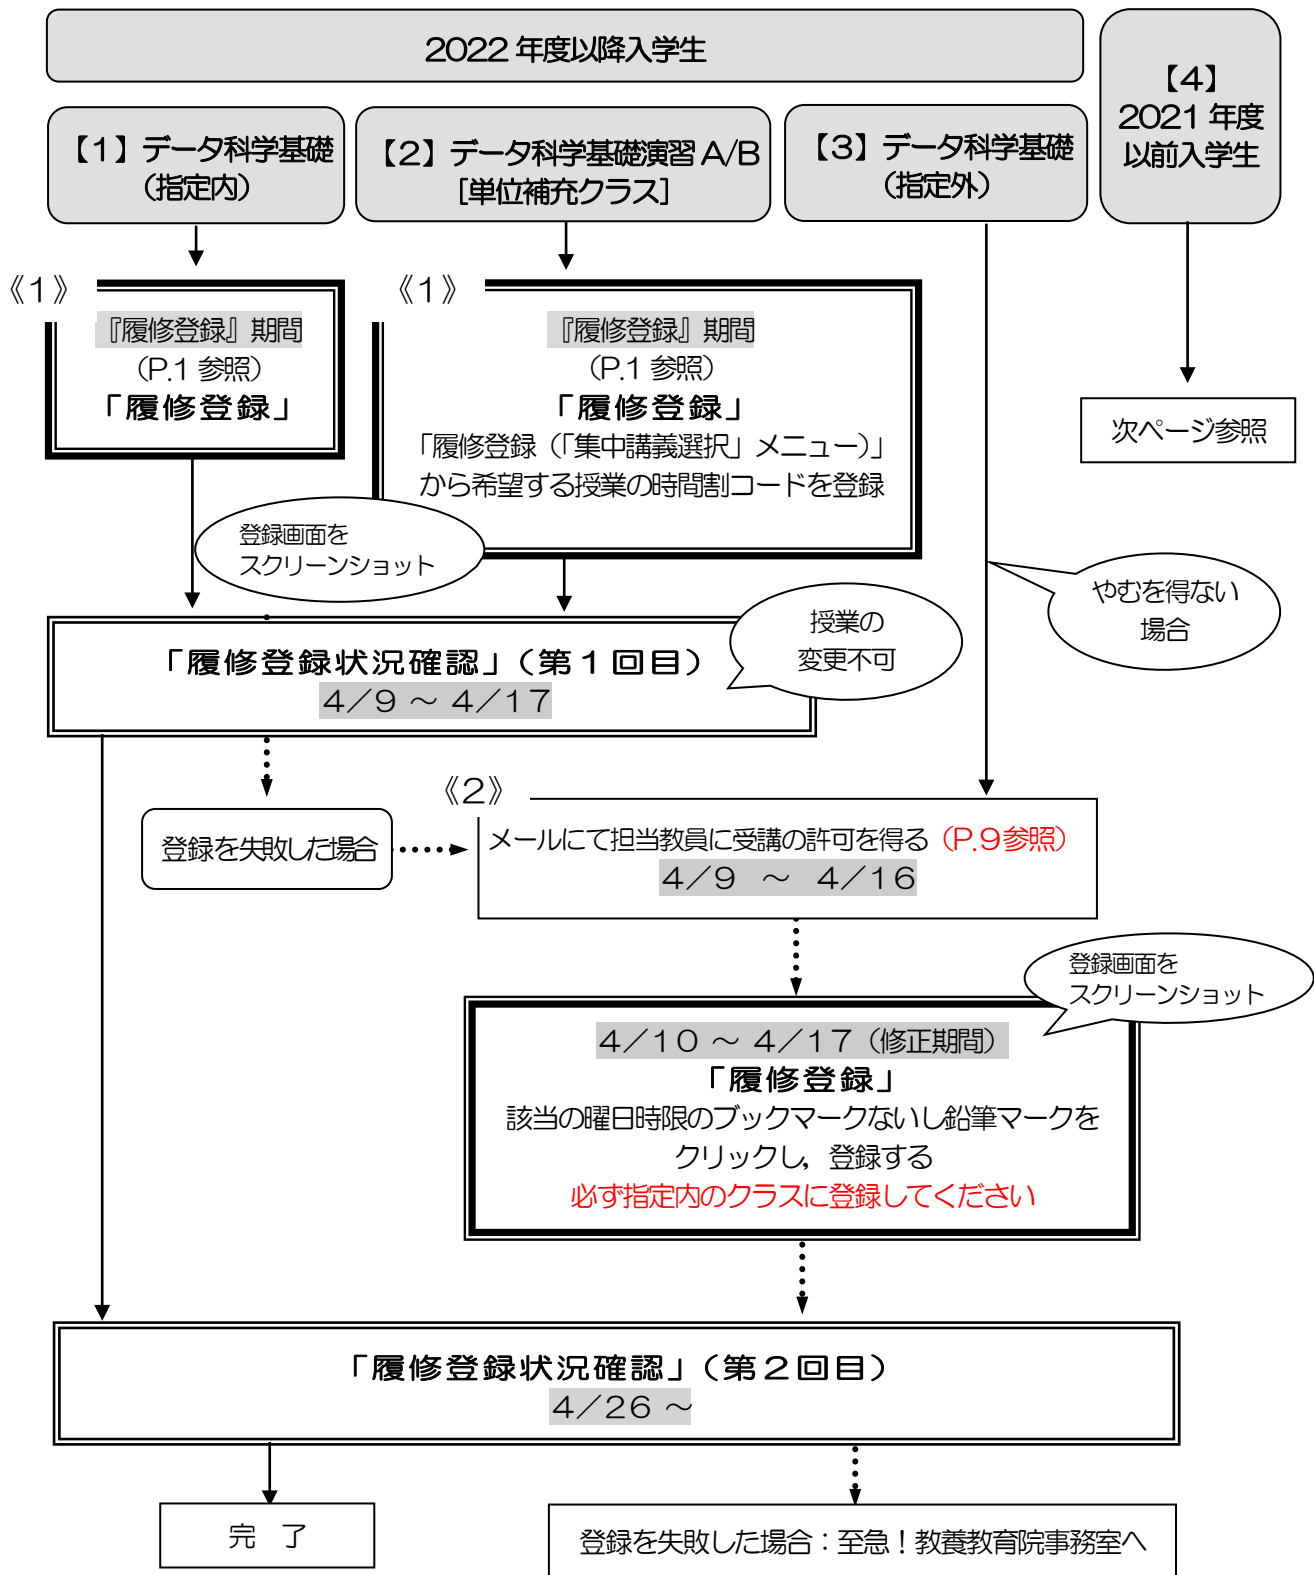 2022 年度以降入学生
【4】
2021 年度
以前入学生
【1】データ科学基礎
（指定内）
【2】データ科学基礎演習 A/B
［単位補充クラス］
【3】データ科学基礎
（指定外）
《1》
『履修登録』期間
（P.1 参照）
「履修登録」
《1》
『履修登録』期間
（P.1 参照）
「履修登録」
「履修登録（「集中講義選択」メニュー）」
から希望する授業の時間割コードを登録
次ページ参照
登録画面を
スクリーンショット
やむを得ない
場合
授業の
変更不可
「履修登録状況確認」（第１回目）
４／９ ～ ４／１７
《2》
登録を失敗した場合
メールにて担当教員に受講の許可を得る（P.9参照）
４／９ ～ ４／１６
登録画面を
スクリーンショット
４／１０ ～ ４／１７（修正期間）
「履修登録」
該当の曜日時限のブックマークないし鉛筆マークを
クリックし，登録する
必ず指定内のクラスに登録してください
「履修登録状況確認」（第２回目）
４／26 ～
完 了
登録を失敗した場合：至急！教養教育院事務室へ